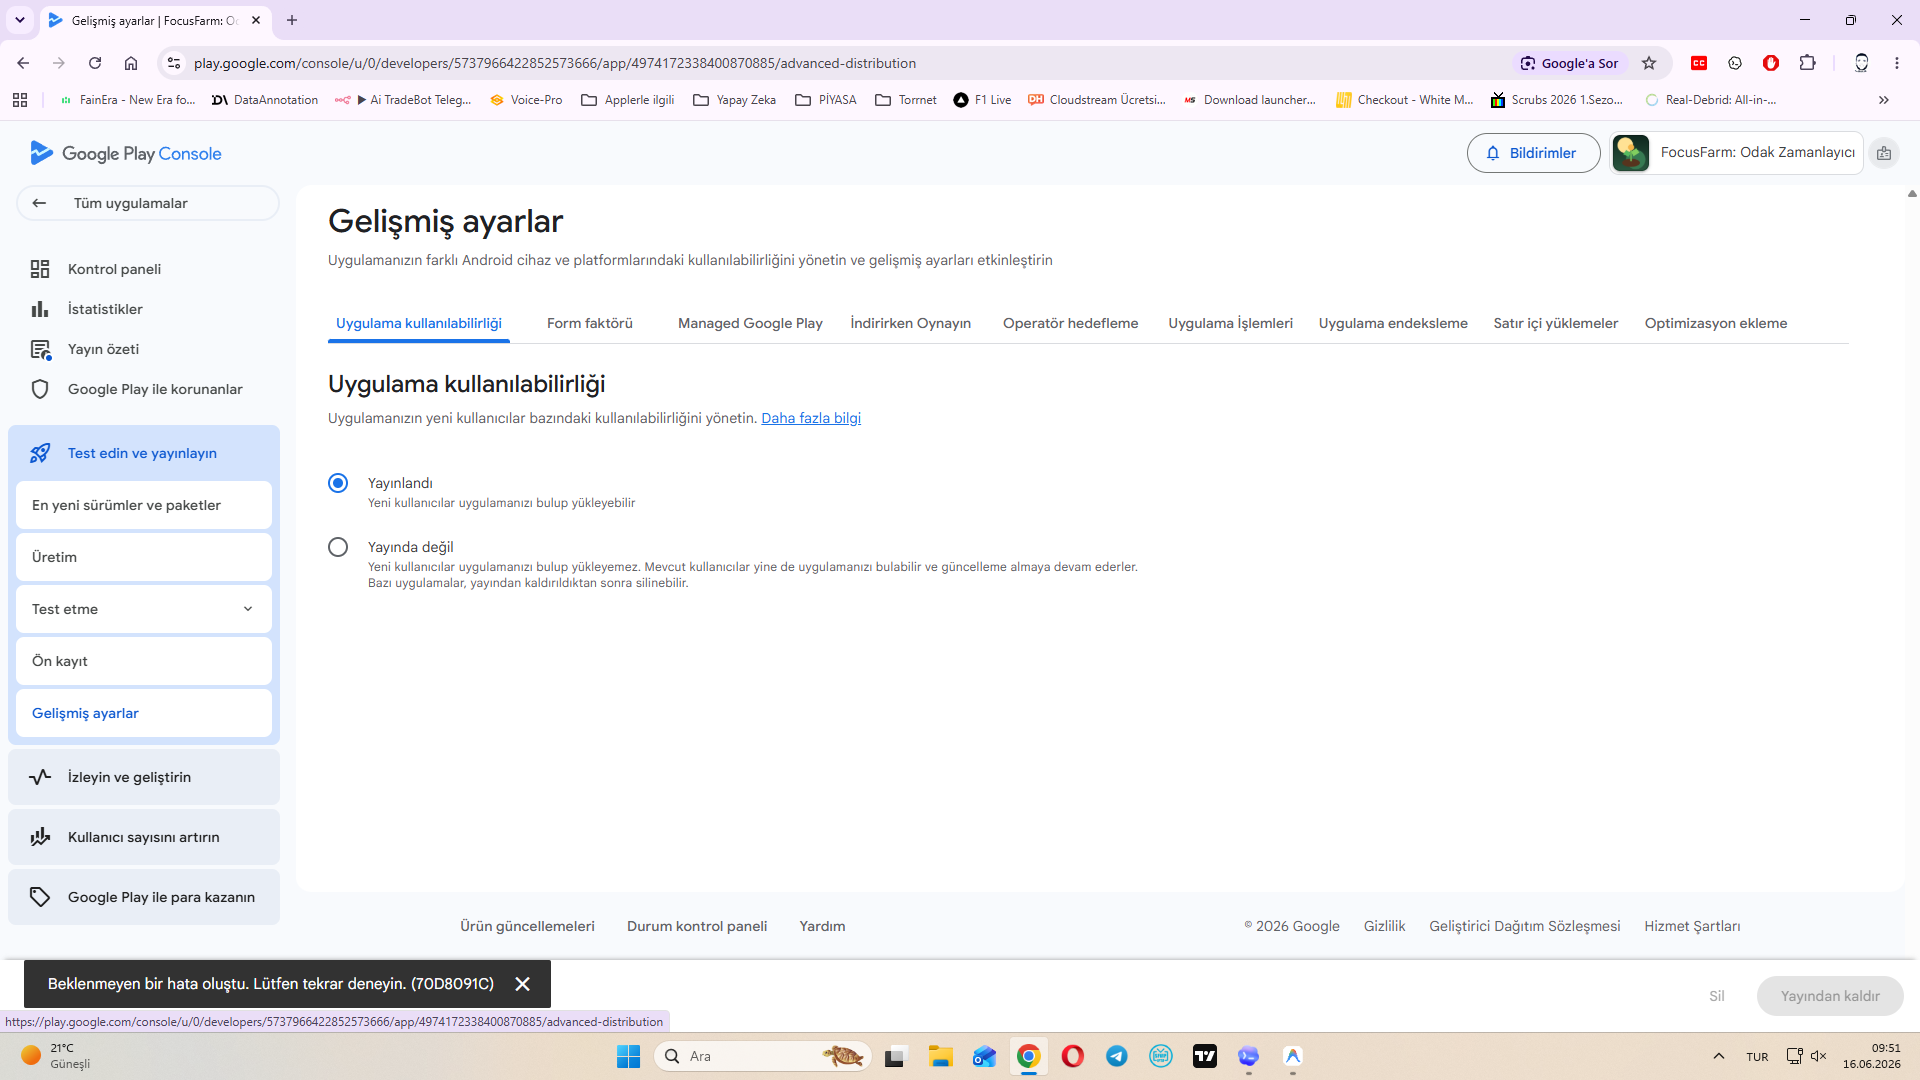 Gelişmiş ayarlar | FocusFarm: Od
play.google.com/console/u/0/developers/5737966422852573666/app/4974172338400870885/advanced-distribution
Google'a Sor
FainEra - New Era fo...
DataAnnotation
Ai TradeBot Teleg...
Voice-Pro
Applerle ilgili
Yapay Zeka
PİYASA
Torrnet
F1 Live
Cloudstream Ücretsi...
Download launcher...
Checkout - White M...
Scrubs 2026 1.Sezo...
Real-Debrid: All-in-...
Google Play Console
Bildirimler
FocusFarm: Odak Zamanlayıcı
Tüm uygulamalar
Kontrol paneli
İstatistikler
Yayın özeti
Google Play ile korunanlar
Test edin ve yayınlayın
En yeni sürümler ve paketler
Üretim
Test etme
Ön kayıt
Gelişmiş ayarlar
İzleyin ve geliştirin
Kullanıcı sayısını artırın
Google Play ile para kazanın
Gelişmiş ayarlar
Uygulamanızın farklı Android cihaz ve platformlarındaki kullanılabilirliğini yönetin ve gelişmiş ayarları etkinleştirin
Uygulama kullanılabilirliği
Form faktörü
Managed Google Play
İndirirken Oynayın
Operatör hedefleme
Uygulama İşlemleri
Uygulama endeksleme
Satır içi yüklemeler
Optimizasyon ekleme
Uygulama kullanılabilirliği
Uygulamanızın yeni kullanıcılar bazındaki kullanılabilirliğini yönetin. Daha fazla bilgi
Yayınlandı
Yeni kullanıcılar uygulamanızı bulup yükleyebilir
Yayında değil
Yeni kullanıcılar uygulamanızı bulup yükleyemez. Mevcut kullanıcılar yine de uygulamanızı bulabilir ve güncelleme almaya devam ederler.
Bazı uygulamalar, yayından kaldırıldıktan sonra silinebilir.
Ürün güncellemeleri
Durum kontrol paneli
Yardım
© 2026 Google
Gizlilik
Geliştirici Dağıtım Sözleşmesi
Hizmet Şartları
Beklenmeyen bir hata oluştu. Lütfen tekrar deneyin. (70D8091C)
Sil
Yayından kaldır
https://play.google.com/console/u/0/developers/5737966422852573666/app/4974172338400870885/advanced-distribution
21°C
Güneşli
Ara
TUR
09:51
16.06.2026